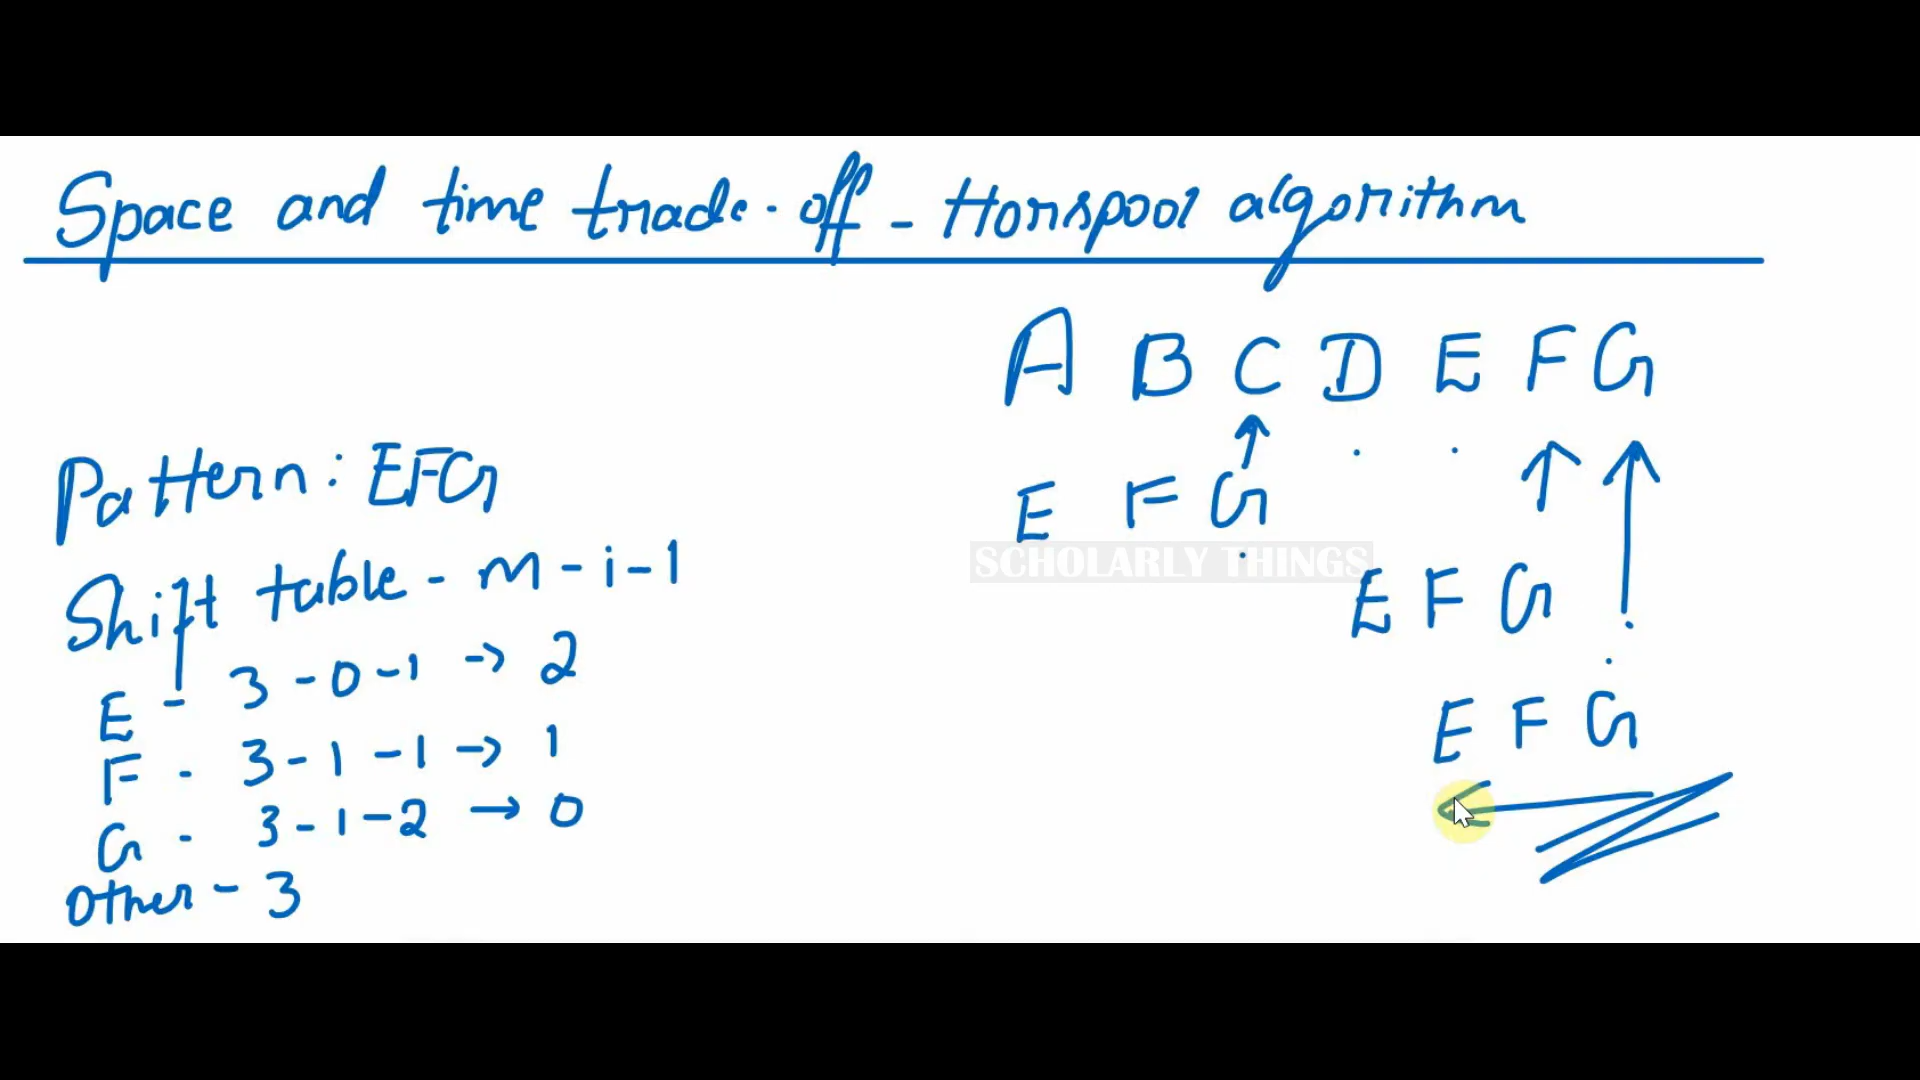 Space and time trade-off - Horspool algorithm
A B C D E F G
Pattern: EFG
E F G
Shift table - m-i-1
SCHOLARLY THINGS
E F G
E - 3-0-1 → 2
F - 3-1-1 → 1
E F G
G - 3-1-2 → 0
Other - 3